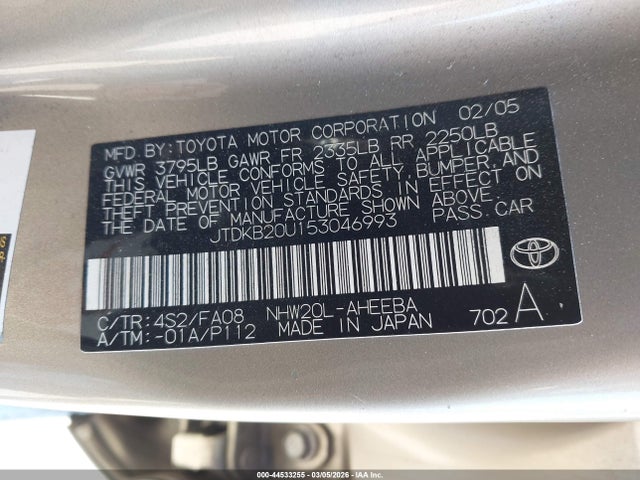 MFD.BY:TOYOTA MOTOR CORPORATION 02/05
GVWR 3795LB GAWR FR 2335LB RR 2250LB
THIS VEHICLE CONFORMS TO ALL APPLICABLE
FEDERAL MOTOR VEHICLE SAFETY, BUMPER, AND
THEFT PREVENTION STANDARDS IN EFFECT ON
THE DATE OF MANUFACTURE SHOWN ABOVE.
JTDKB20U153046993 PASS.CAR
TOYOTA
C/TR:4S2/FA08 NHW20L-AHEEBA
A/TM:-01A/P112 MADE IN JAPAN 702 A
000-44533255 — 03/05/2026 — IAA, Inc.